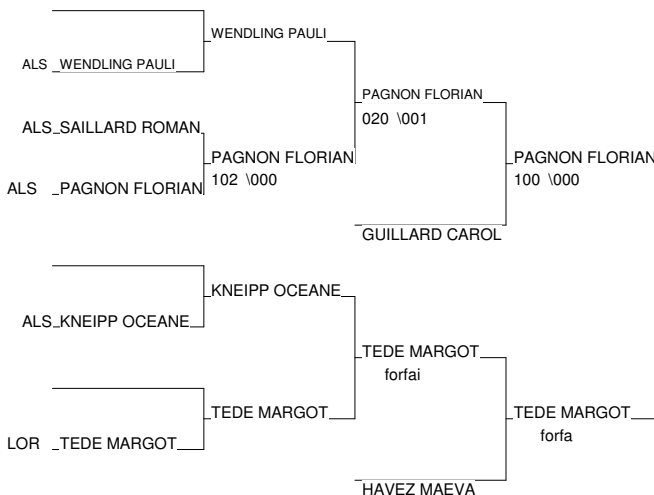 WENDLING PAULI
ALS WENDLING PAULI
PAGNON FLORIAN
020 \001
ALS SAILLARD ROMAN
PAGNON FLORIAN
102 \000
PAGNON FLORIAN
100 \000
ALS PAGNON FLORIAN
GUILLARD CAROL
KNEIPP OCEANE
ALS KNEIPP OCEANE
TEDE MARGOT
forfai
TEDE MARGOT
TEDE MARGOT
forfa
LOR TEDE MARGOT
HAVEZ MAEVA